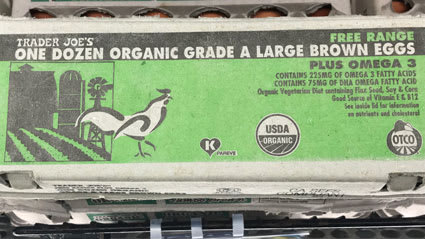 FREE RANGE
TRADER JOE'S
ONE DOZEN ORGANIC GRADE A LARGE BROWN EGGS
PLUS OMEGA 3
CONTAINS 225MG OF OMEGA 3 FATTY ACIDS
CONTAINS 75MG OF DHA OMEGA FATTY ACID
Organic Vegetarian Diet containing Flax Seed, Soy & Corn
Good Source of Vitamin E & B12
See inside lid for information
on nutrients and cholesterol
K
PAREVE
USDA
ORGANIC
OTCO
TRADER JOE'S